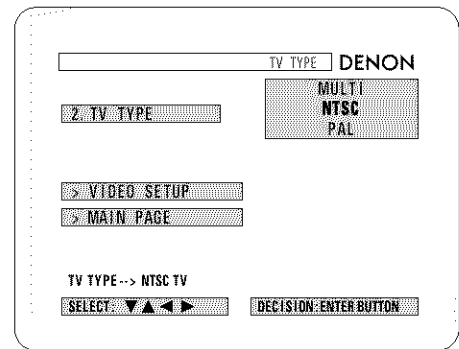 TV TYPE DENON
MULTI
NTSC
PAL
2. TV TYPE
> VIDEO SETUP
> MAIN PAGE
TV TYPE--> NTSC TV
SELECT: ▼▲◀▶ DECISION:ENTER BUTTON